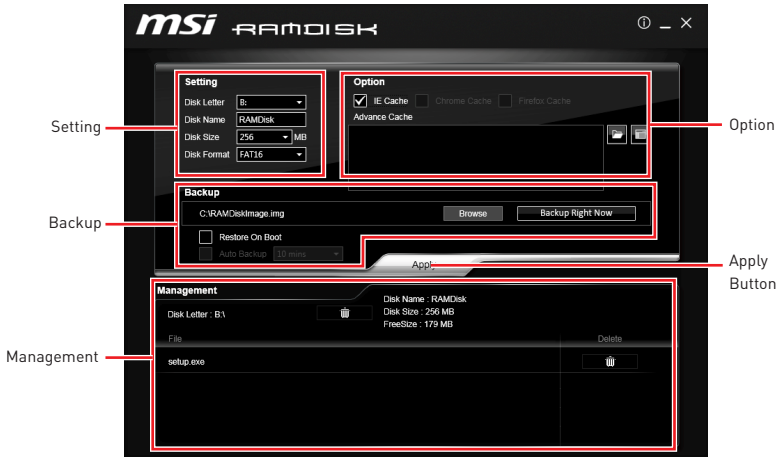 msi RAMDISK
Setting
Disk Letter B:
Disk Name RAMDisk
Disk Size 256 MB
Disk Format FAT16
Option
IE Cache Chrome Cache Firefox Cache
Advance Cache
Setting
Option
Backup
C:\RAMDiskImage.img Browse Backup Right Now
Restore On Boot
Auto Backup 10 mins
Backup
Apply
Apply
Button
Management
Disk Letter : B:\
Disk Name : RAMDisk
Disk Size : 256 MB
FreeSize : 179 MB
File Delete
setup.exe
Management